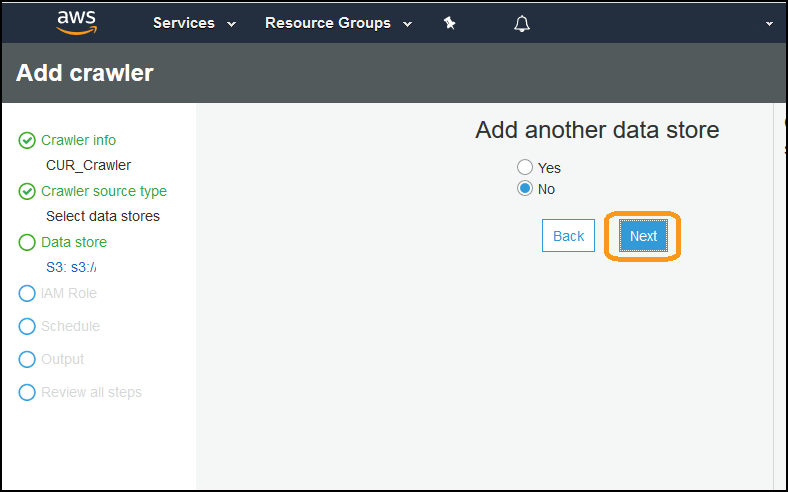 aws
Services
Resource Groups
Add crawler
Crawler info
CUR_Crawler
Crawler source type
Select data stores
Data store
S3: s3://
IAM Role
Schedule
Output
Review all steps
Add another data store
Yes
No
Back
Next